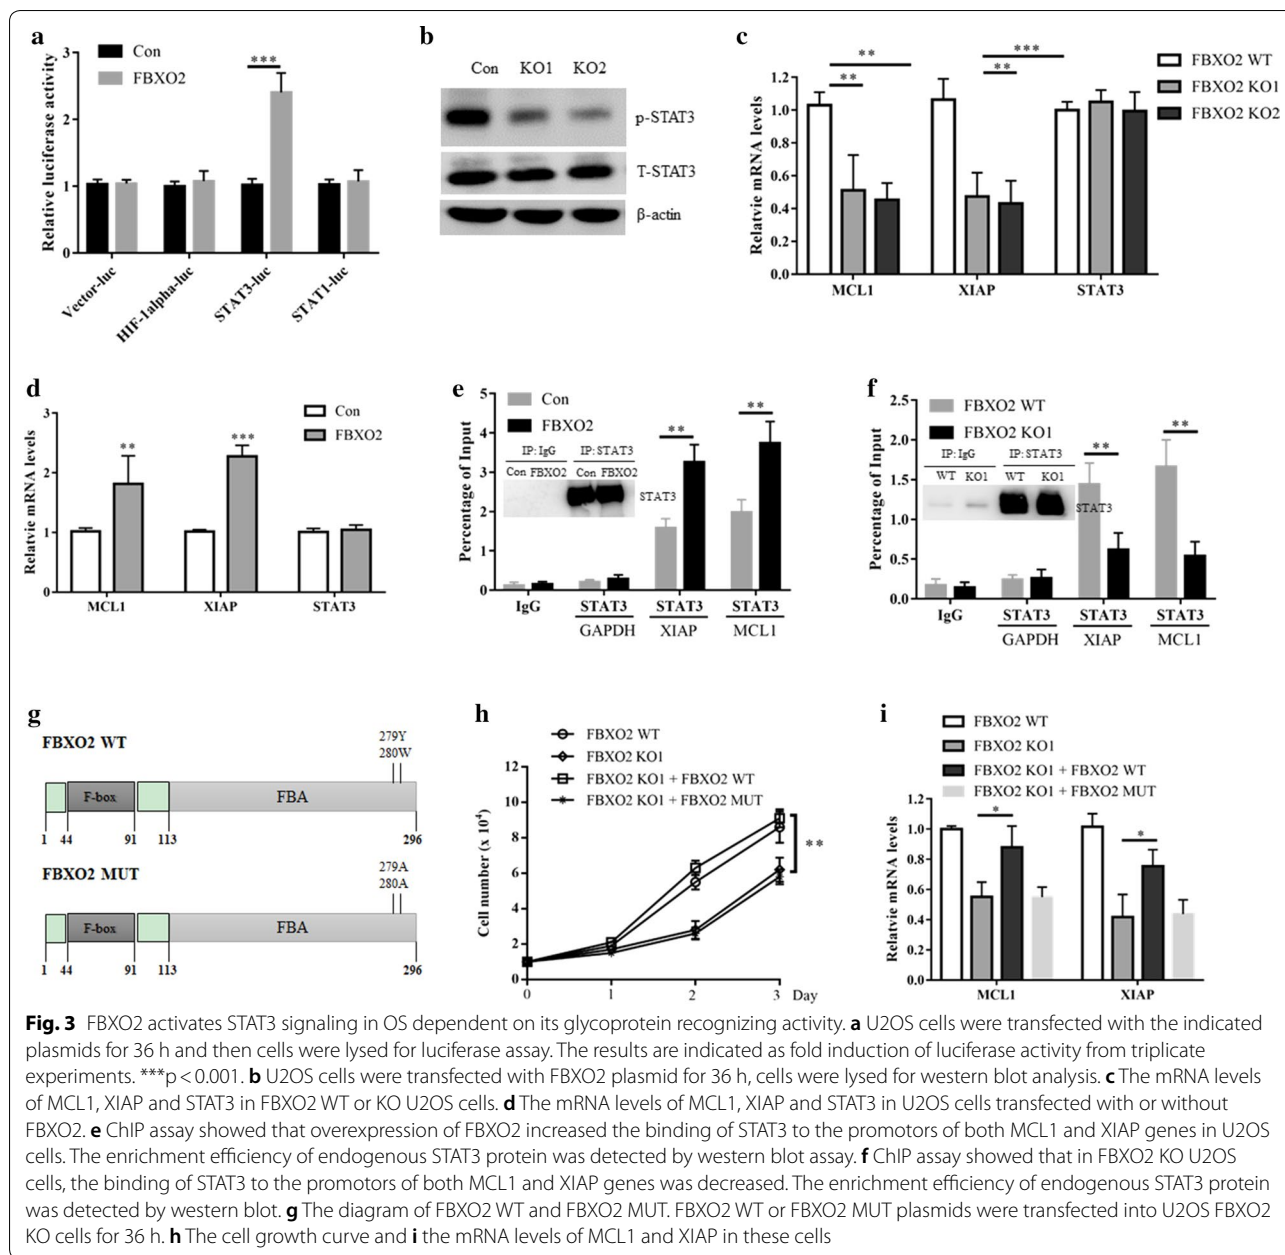 a
Con
FBXO2
***
Relative luciferase activity
3
2
1
0
Vector-luc
HIF-1alpha-luc
STAT3-luc
STAT1-luc
b
Con KO1 KO2
p-STAT3
T-STAT3
β-actin
c
FBXO2 WT
FBXO2 KO1
FBXO2 KO2
** *** ** **
Relatvie mRNA levels
1.2
1.0
0.8
0.6
0.4
0.2
0.0
MCL1 XIAP STAT3
d
Con
FBXO2
** ***
Relatvie mRNA levels
3
2
1
0
MCL1 XIAP STAT3
e
Con
FBXO2
** **
Percentage of Input
5
4
3
2
1
0
IP: IgG IP: STAT3
Con FBXO2 Con FBXO2
STAT3
IgG STAT3 STAT3 STAT3
GAPDH XIAP MCL1
f
FBXO2 WT
FBXO2 KO1
** **
Percentage of Input
2.5
2.0
1.5
1.0
0.5
0.0
IP: IgG IP: STAT3
WT KO1 WT KO1
STAT3
IgG STAT3 STAT3 STAT3
GAPDH XIAP MCL1
g
FBXO2 WT
279Y
280W
F-box FBA
1 44 91 113 296
FBXO2 MUT
279A
280A
F-box FBA
1 44 91 113 296
h
FBXO2 WT
FBXO2 KO1
FBXO2 KO1 + FBXO2 WT
FBXO2 KO1 + FBXO2 MUT
**
Cell number (x 10⁴)
12
10
8
6
4
2
0
0 1 2 3 Day
i
FBXO2 WT
FBXO2 KO1
FBXO2 KO1 + FBXO2 WT
FBXO2 KO1 + FBXO2 MUT
* *
Relatvie mRNA levels
1.2
1.0
0.8
0.6
0.4
0.2
0.0
MCL1 XIAP
Fig. 3 FBXO2 activates STAT3 signaling in OS dependent on its glycoprotein recognizing activity. a U2OS cells were transfected with the indicated
plasmids for 36 h and then cells were lysed for luciferase assay. The results are indicated as fold induction of luciferase activity from triplicate
experiments. ***p < 0.001. b U2OS cells were transfected with FBXO2 plasmid for 36 h, cells were lysed for western blot analysis. c The mRNA levels
of MCL1, XIAP and STAT3 in FBXO2 WT or KO U2OS cells. d The mRNA levels of MCL1, XIAP and STAT3 in U2OS cells transfected with or without
FBXO2. e ChIP assay showed that overexpression of FBXO2 increased the binding of STAT3 to the promotors of both MCL1 and XIAP genes in U2OS
cells. The enrichment efficiency of endogenous STAT3 protein was detected by western blot assay. f ChIP assay showed that in FBXO2 KO U2OS
cells, the binding of STAT3 to the promotors of both MCL1 and XIAP genes was decreased. The enrichment efficiency of endogenous STAT3 protein
was detected by western blot. g The diagram of FBXO2 WT and FBXO2 MUT. FBXO2 WT or FBXO2 MUT plasmids were transfected into U2OS FBXO2
KO cells for 36 h. h The cell growth curve and i the mRNA levels of MCL1 and XIAP in these cells